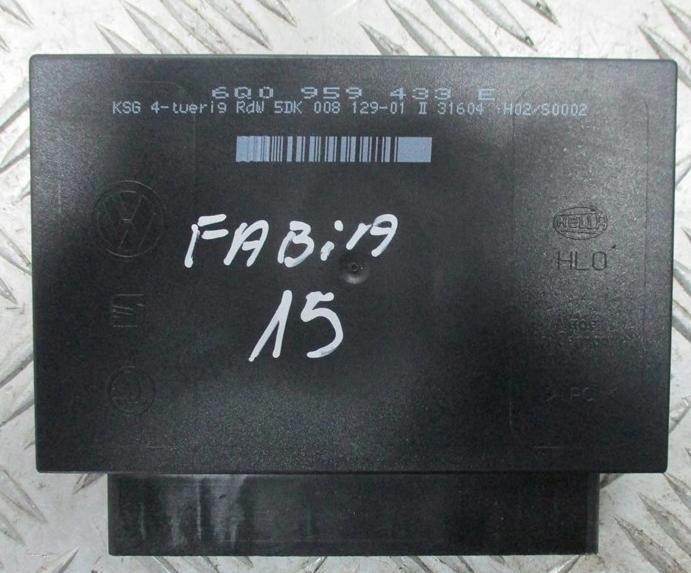 6Q0 959 433 E
KSG 4-tuerig RdW 5DK 008 129-01 II 31604 H02/S0002
HELLA
HLO
FABiA
15